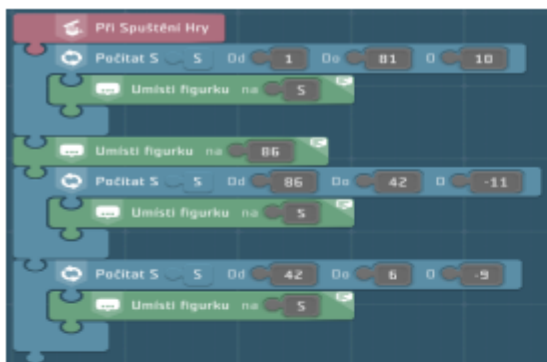 Při Spuštění Hry
Počítat S S Od 1 Do 81 O 10
Umísti figurku na S
Umísti figurku na 86
Počítat S S Od 86 Do 42 O -11
Umísti figurku na S
Počítat S S Od 42 Do 6 O -9
Umísti figurku na S